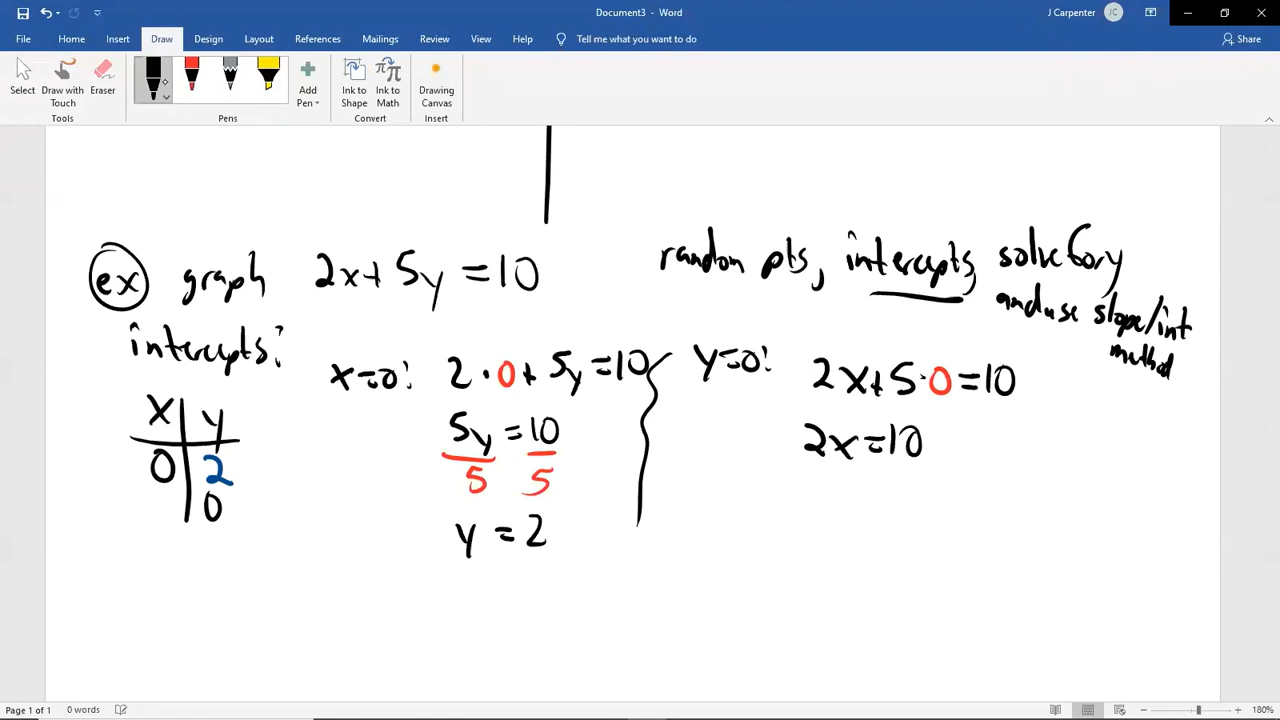 Document3 - Word
J Carpenter JC
File Home Insert Draw Design Layout References Mailings Review View Help Tell me what you want to do Share
Select Draw with Touch Eraser Add Pen Ink to Shape Ink to Math Drawing Canvas
Tools Pens Convert Insert
ex graph 2x+5y=10
random pts, intercepts, solve for y
and use slope/int
method
intercepts:
x=0: 2·0+5y=10
y=0: 2x+5·0=10
x y
5y=10
2x=10
0 2
5 5
0
y=2
Page 1 of 1 0 words 180%